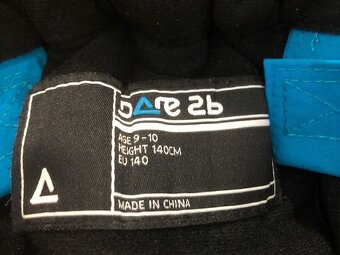 DARE 2b
AGE 9-10
HEIGHT 140CM
EU 140
MADE IN CHINA